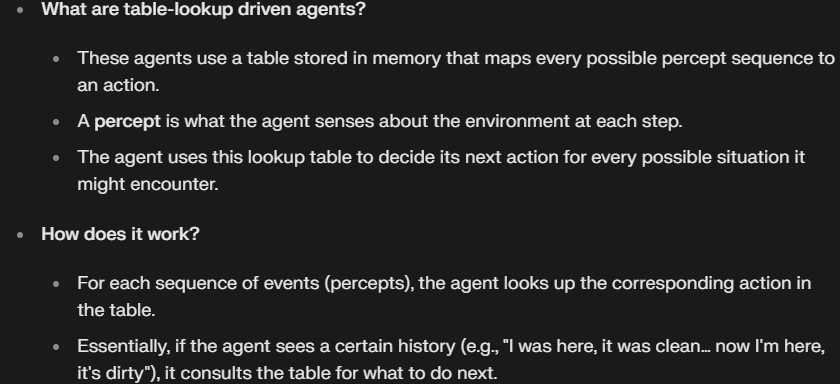 What are table-lookup driven agents?
These agents use a table stored in memory that maps every possible percept sequence to
an action.
A percept is what the agent senses about the environment at each step.
The agent uses this lookup table to decide its next action for every possible situation it
might encounter.
How does it work?
For each sequence of events (percepts), the agent looks up the corresponding action in
the table.
Essentially, if the agent sees a certain history (e.g., "I was here, it was clean... now I'm here,
it's dirty"), it consults the table for what to do next.